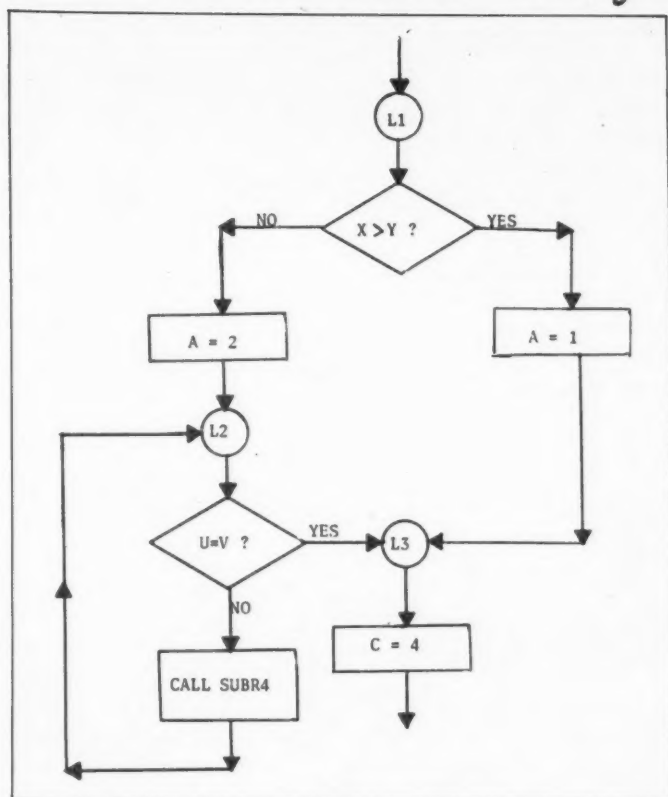 L1
NO
X > Y ?
YES
A = 2
A = 1
L2
U=V ?
YES
L3
NO
C = 4
CALL SUBR4